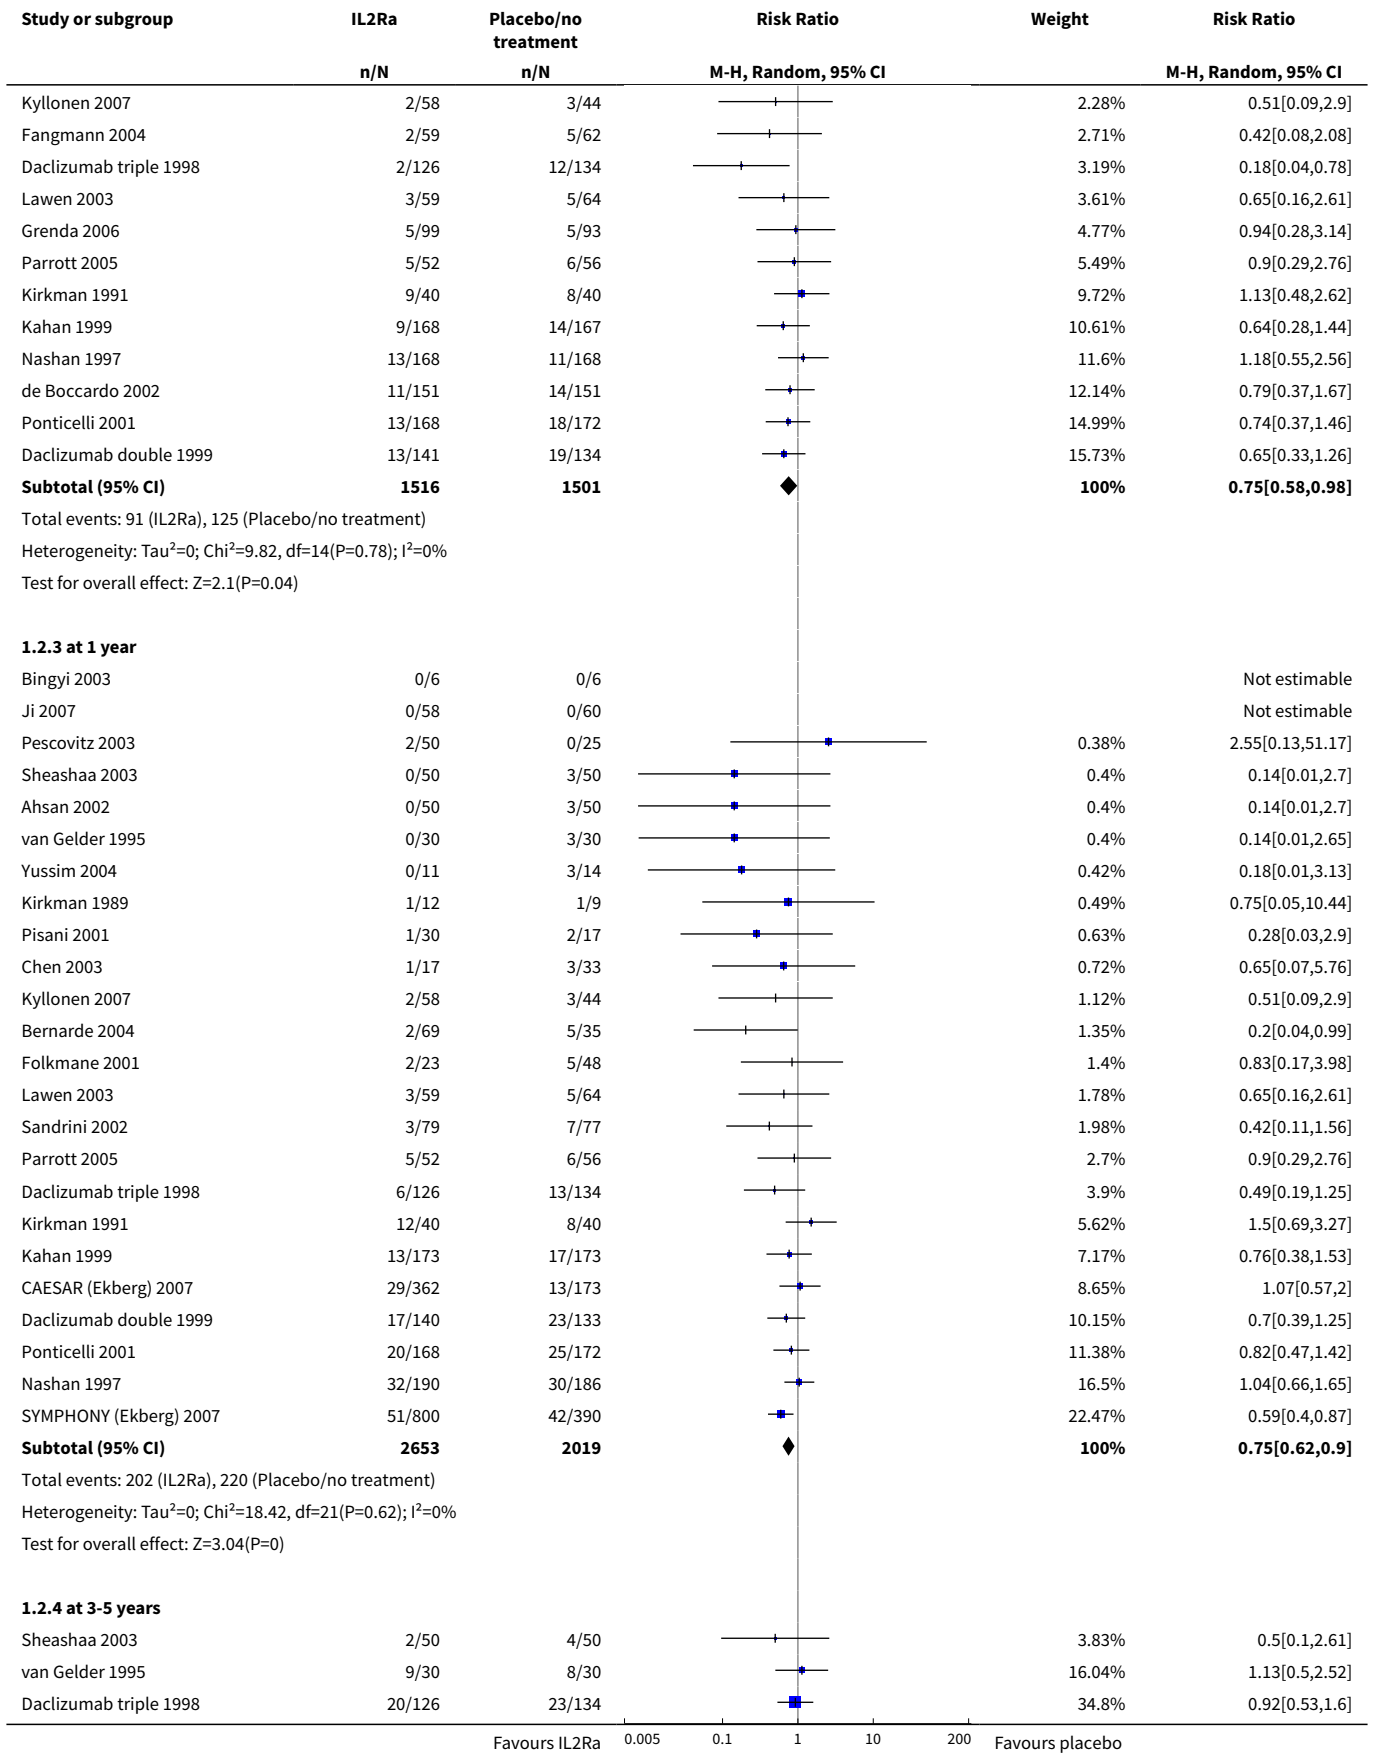 Study or subgroup IL2Ra Placebo/no treatment Risk Ratio Weight Risk Ratio
n/N n/N M-H, Random, 95% CI M-H, Random, 95% CI
Kyllonen 2007 2/58 3/44 2.28% 0.51[0.09,2.9]
Fangmann 2004 2/59 5/62 2.71% 0.42[0.08,2.08]
Daclizumab triple 1998 2/126 12/134 3.19% 0.18[0.04,0.78]
Lawen 2003 3/59 5/64 3.61% 0.65[0.16,2.61]
Grenda 2006 5/99 5/93 4.77% 0.94[0.28,3.14]
Parrott 2005 5/52 6/56 5.49% 0.9[0.29,2.76]
Kirkman 1991 9/40 8/40 9.72% 1.13[0.48,2.62]
Kahan 1999 9/168 14/167 10.61% 0.64[0.28,1.44]
Nashan 1997 13/168 11/168 11.6% 1.18[0.55,2.56]
de Boccardo 2002 11/151 14/151 12.14% 0.79[0.37,1.67]
Ponticelli 2001 13/168 18/172 14.99% 0.74[0.37,1.46]
Daclizumab double 1999 13/141 19/134 15.73% 0.65[0.33,1.26]
Subtotal (95% CI) 1516 1501 100% 0.75[0.58,0.98]
Total events: 91 (IL2Ra), 125 (Placebo/no treatment)
Heterogeneity: Tau²=0; Chi²=9.82, df=14(P=0.78); I²=0%
Test for overall effect: Z=2.1(P=0.04)
1.2.3 at 1 year
Bingyi 2003 0/6 0/6 Not estimable
Ji 2007 0/58 0/60 Not estimable
Pescovitz 2003 2/50 0/25 0.38% 2.55[0.13,51.17]
Sheashaa 2003 0/50 3/50 0.4% 0.14[0.01,2.7]
Ahsan 2002 0/50 3/50 0.4% 0.14[0.01,2.7]
van Gelder 1995 0/30 3/30 0.4% 0.14[0.01,2.65]
Yussim 2004 0/11 3/14 0.42% 0.18[0.01,3.13]
Kirkman 1989 1/12 1/9 0.49% 0.75[0.05,10.44]
Pisani 2001 1/30 2/17 0.63% 0.28[0.03,2.9]
Chen 2003 1/17 3/33 0.72% 0.65[0.07,5.76]
Kyllonen 2007 2/58 3/44 1.12% 0.51[0.09,2.9]
Bernarde 2004 2/69 5/35 1.35% 0.2[0.04,0.99]
Folkmane 2001 2/23 5/48 1.4% 0.83[0.17,3.98]
Lawen 2003 3/59 5/64 1.78% 0.65[0.16,2.61]
Sandrini 2002 3/79 7/77 1.98% 0.42[0.11,1.56]
Parrott 2005 5/52 6/56 2.7% 0.9[0.29,2.76]
Daclizumab triple 1998 6/126 13/134 3.9% 0.49[0.19,1.25]
Kirkman 1991 12/40 8/40 5.62% 1.5[0.69,3.27]
Kahan 1999 13/173 17/173 7.17% 0.76[0.38,1.53]
CAESAR (Ekberg) 2007 29/362 13/173 8.65% 1.07[0.57,2]
Daclizumab double 1999 17/140 23/133 10.15% 0.7[0.39,1.25]
Ponticelli 2001 20/168 25/172 11.38% 0.82[0.47,1.42]
Nashan 1997 32/190 30/186 16.5% 1.04[0.66,1.65]
SYMPHONY (Ekberg) 2007 51/800 42/390 22.47% 0.59[0.4,0.87]
Subtotal (95% CI) 2653 2019 100% 0.75[0.62,0.9]
Total events: 202 (IL2Ra), 220 (Placebo/no treatment)
Heterogeneity: Tau²=0; Chi²=18.42, df=21(P=0.62); I²=0%
Test for overall effect: Z=3.04(P=0)
1.2.4 at 3-5 years
Sheashaa 2003 2/50 4/50 3.83% 0.5[0.1,2.61]
van Gelder 1995 9/30 8/30 16.04% 1.13[0.5,2.52]
Daclizumab triple 1998 20/126 23/134 34.8% 0.92[0.53,1.6]
Favours IL2Ra 0.005 0.1 1 10 200 Favours placebo